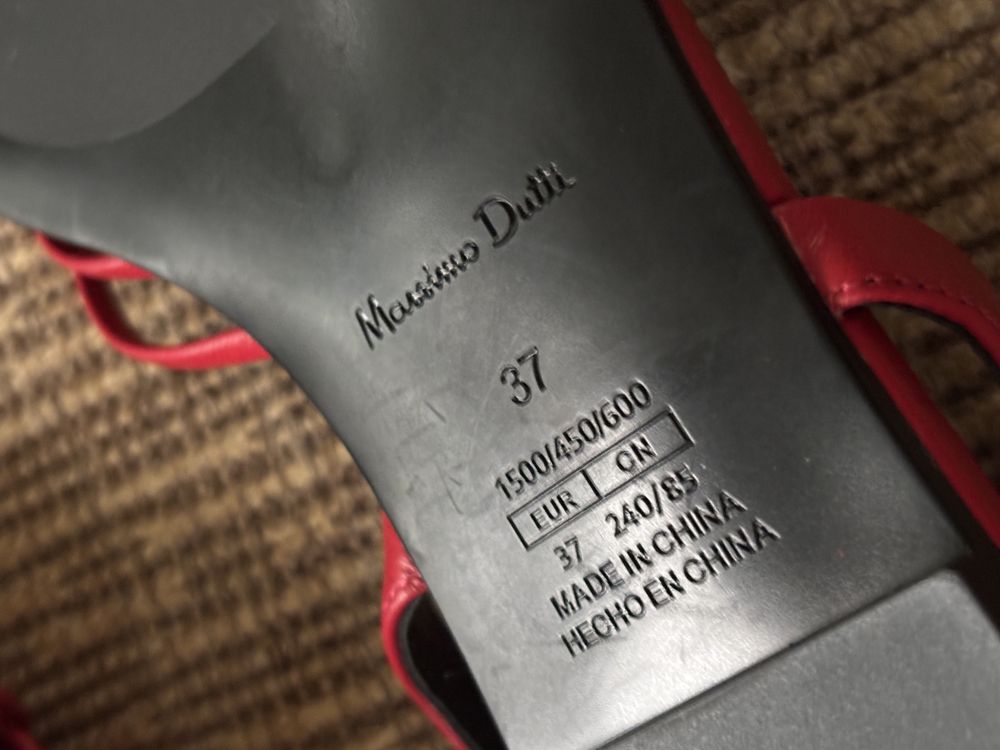 Massimo Dutti
37
1500/450/600
EUR CN
37 240/85
MADE IN CHINA
HECHO EN CHINA